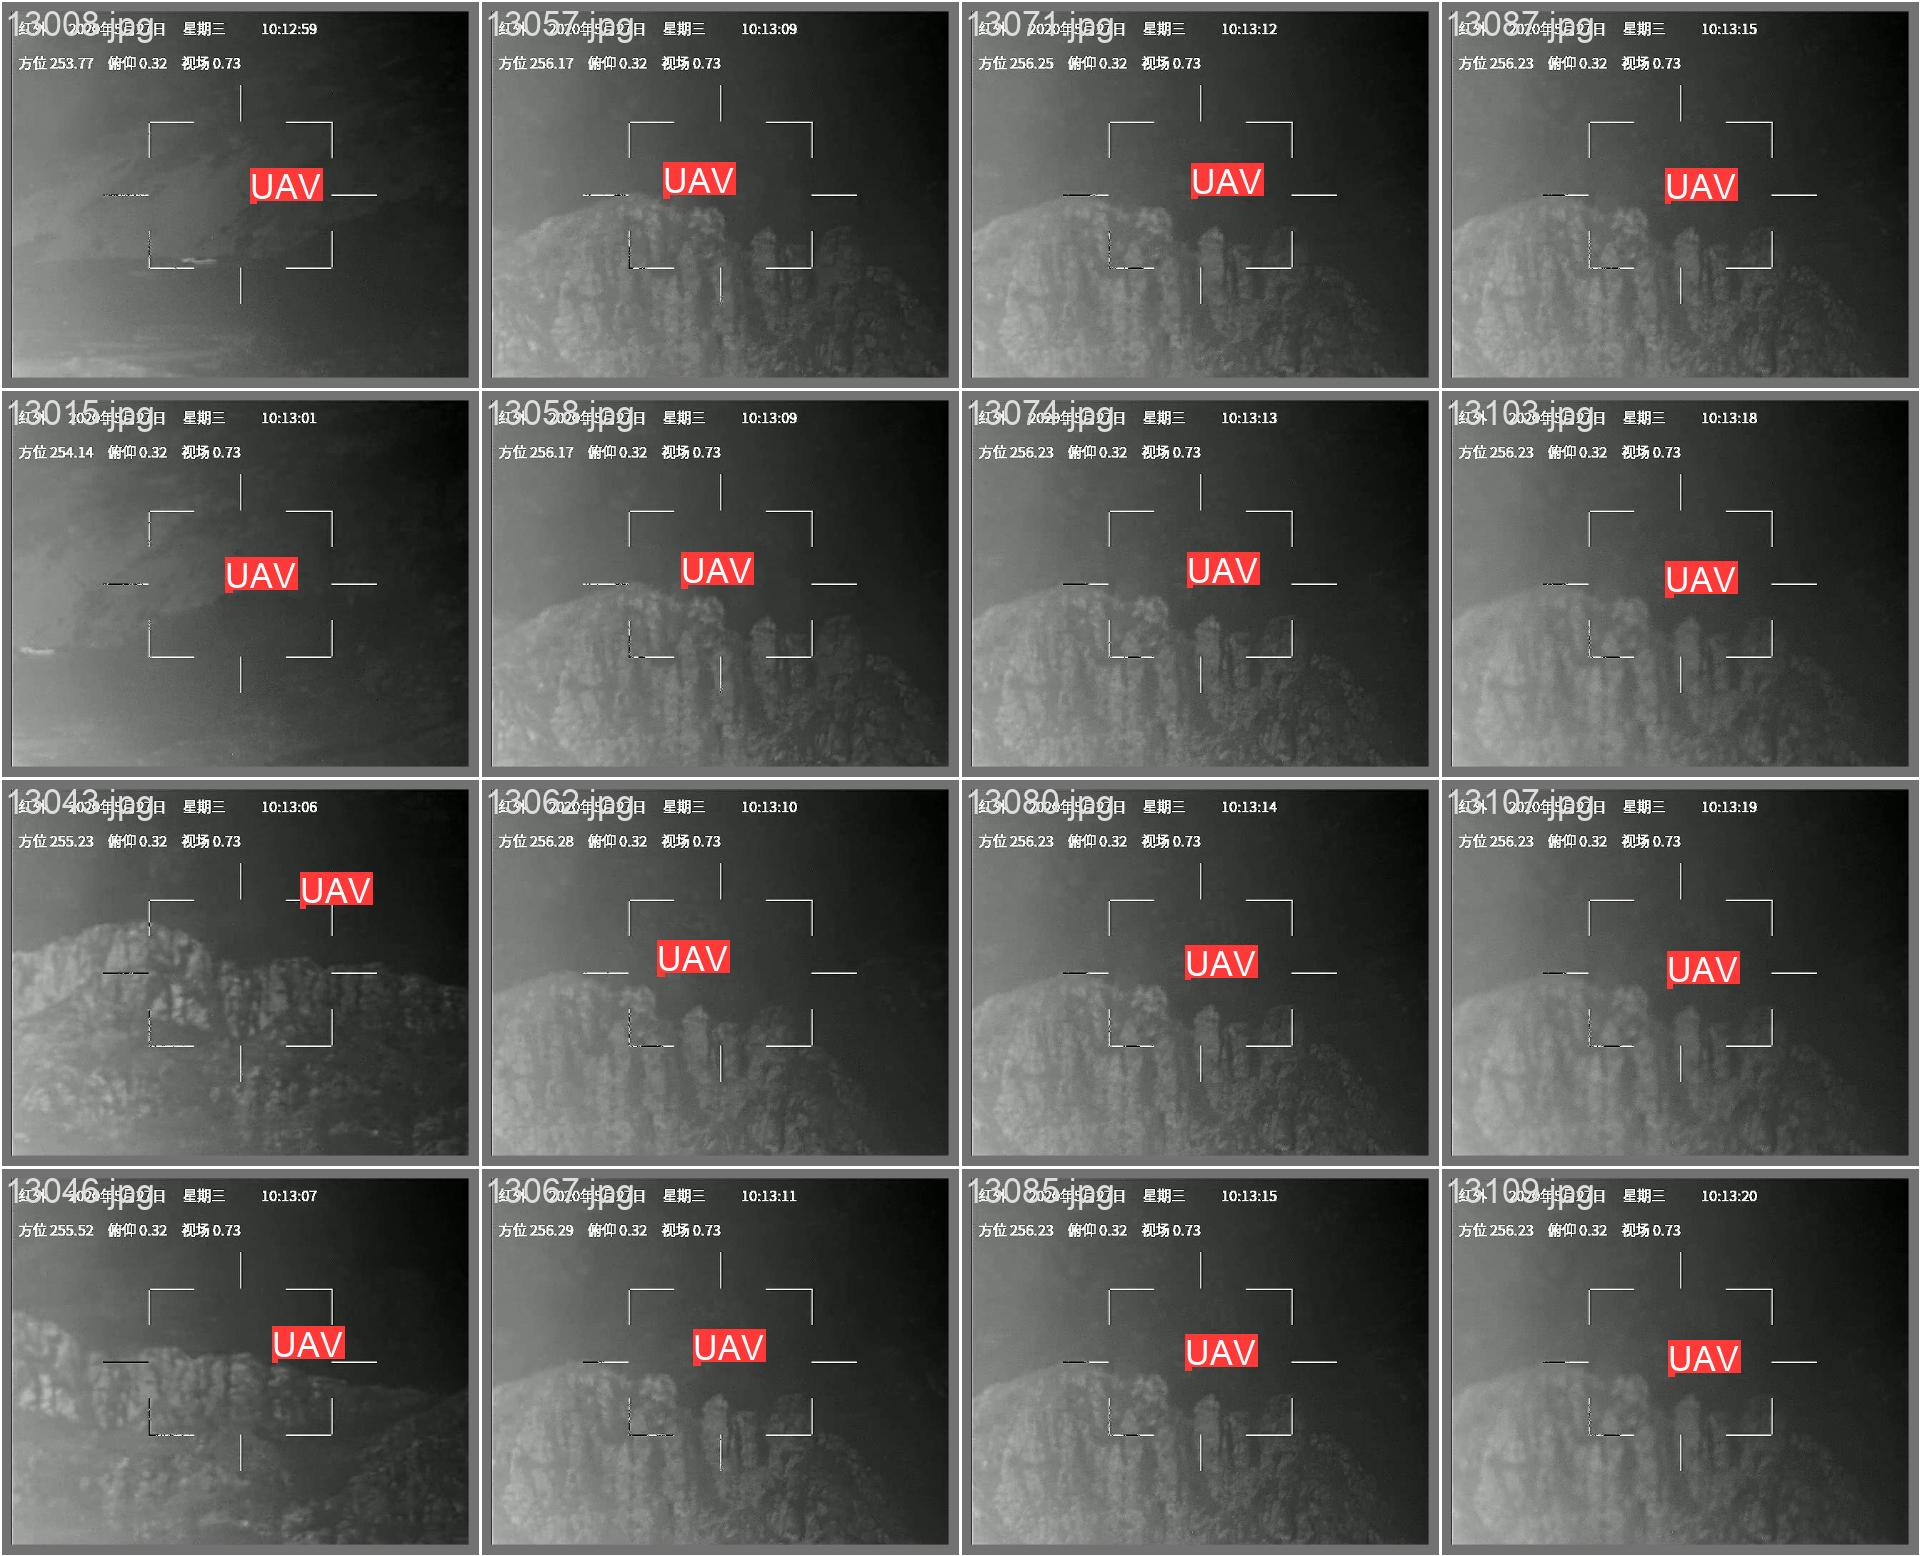 13008.jpg
红外 2020年5月27日 星期三 10:12:59
方位 253.77 俯仰 0.32 视场 0.73
UAV
13057.jpg
红外 2020年5月27日 星期三 10:13:09
方位 256.17 俯仰 0.32 视场 0.73
UAV
13071.jpg
红外 2020年5月27日 星期三 10:13:12
方位 256.25 俯仰 0.32 视场 0.73
UAV
13087.jpg
红外 2020年5月27日 星期三 10:13:15
方位 256.23 俯仰 0.32 视场 0.73
UAV
13015.jpg
红外 2020年5月27日 星期三 10:13:01
方位 254.14 俯仰 0.32 视场 0.73
UAV
13058.jpg
红外 2020年5月27日 星期三 10:13:09
方位 256.17 俯仰 0.32 视场 0.73
UAV
13074.jpg
红外 2020年5月27日 星期三 10:13:13
方位 256.23 俯仰 0.32 视场 0.73
UAV
13103.jpg
红外 2020年5月27日 星期三 10:13:18
方位 256.23 俯仰 0.32 视场 0.73
UAV
13043.jpg
红外 2020年5月27日 星期三 10:13:06
方位 255.23 俯仰 0.32 视场 0.73
UAV
13062.jpg
红外 2020年5月27日 星期三 10:13:10
方位 256.28 俯仰 0.32 视场 0.73
UAV
13080.jpg
红外 2020年5月27日 星期三 10:13:14
方位 256.23 俯仰 0.32 视场 0.73
UAV
13107.jpg
红外 2020年5月27日 星期三 10:13:19
方位 256.23 俯仰 0.32 视场 0.73
UAV
13046.jpg
红外 2020年5月27日 星期三 10:13:07
方位 255.52 俯仰 0.32 视场 0.73
UAV
13067.jpg
红外 2020年5月27日 星期三 10:13:11
方位 256.29 俯仰 0.32 视场 0.73
UAV
13085.jpg
红外 2020年5月27日 星期三 10:13:15
方位 256.23 俯仰 0.32 视场 0.73
UAV
13109.jpg
红外 2020年5月27日 星期三 10:13:20
方位 256.23 俯仰 0.32 视场 0.73
UAV